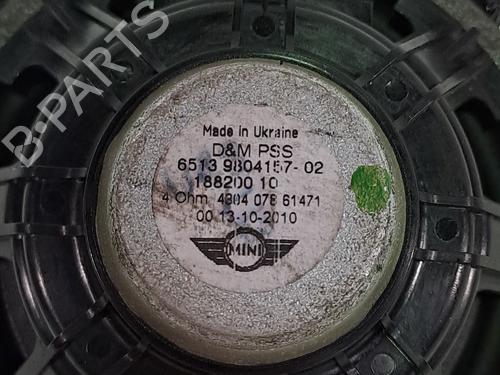 B-PARTS
Made in Ukraine
D&M PSS
6513 9804157-02
188200 10
4 Ohm 4304 078 61471
00 13-10-2010
MINI